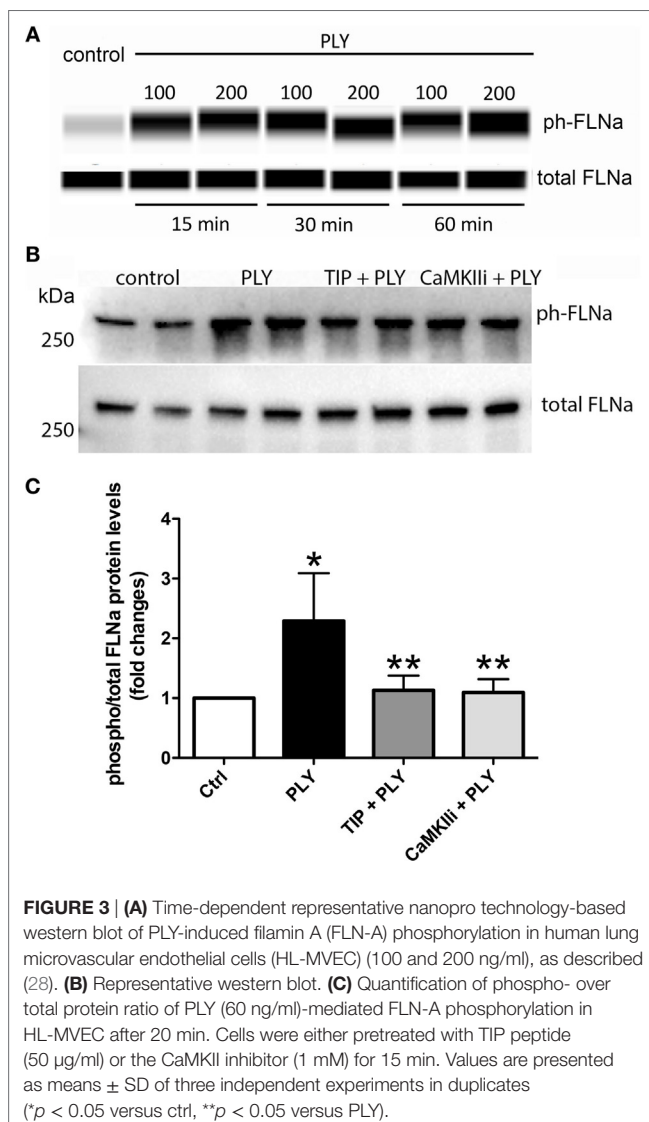 A
PLY
control
100 200 100 200 100 200
ph-FLNa
total FLNa
15 min 30 min 60 min
B
control PLY TIP + PLY CaMKIIi + PLY
kDa
ph-FLNa
250
total FLNa
250
C
phospho/total FLNa protein levels
(fold changes)
4
3
2
1
0
*
**
**
Ctrl
PLY
TIP + PLY
CaMKIIi + PLY
FIGURE 3 | (A) Time-dependent representative nanopro technology-based
western blot of PLY-induced filamin A (FLN-A) phosphorylation in human lung
microvascular endothelial cells (HL-MVEC) (100 and 200 ng/ml), as described
(28). (B) Representative western blot. (C) Quantification of phospho- over
total protein ratio of PLY (60 ng/ml)-mediated FLN-A phosphorylation in
HL-MVEC after 20 min. Cells were either pretreated with TIP peptide
(50 μg/ml) or the CaMKII inhibitor (1 mM) for 15 min. Values are presented
as means ± SD of three independent experiments in duplicates
(*p < 0.05 versus ctrl, **p < 0.05 versus PLY).